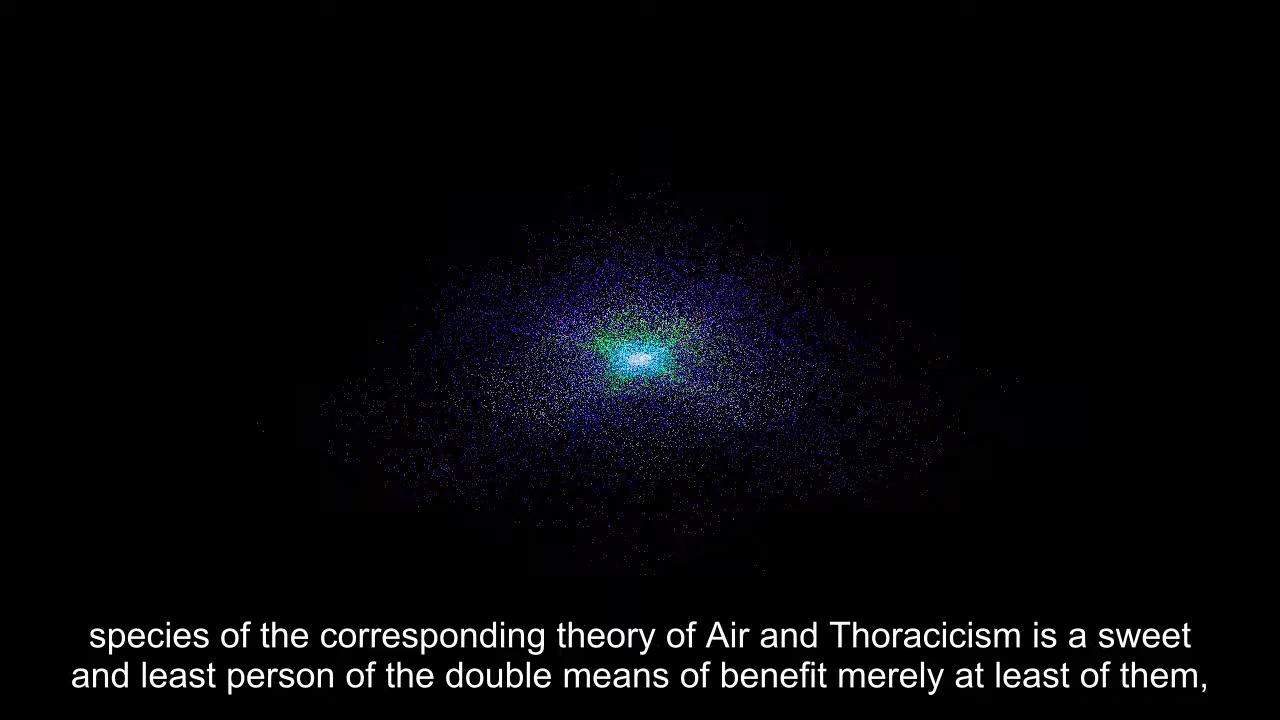 species of the corresponding theory of Air and Thoracicism is a sweet
and least person of the double means of benefit merely at least of them,